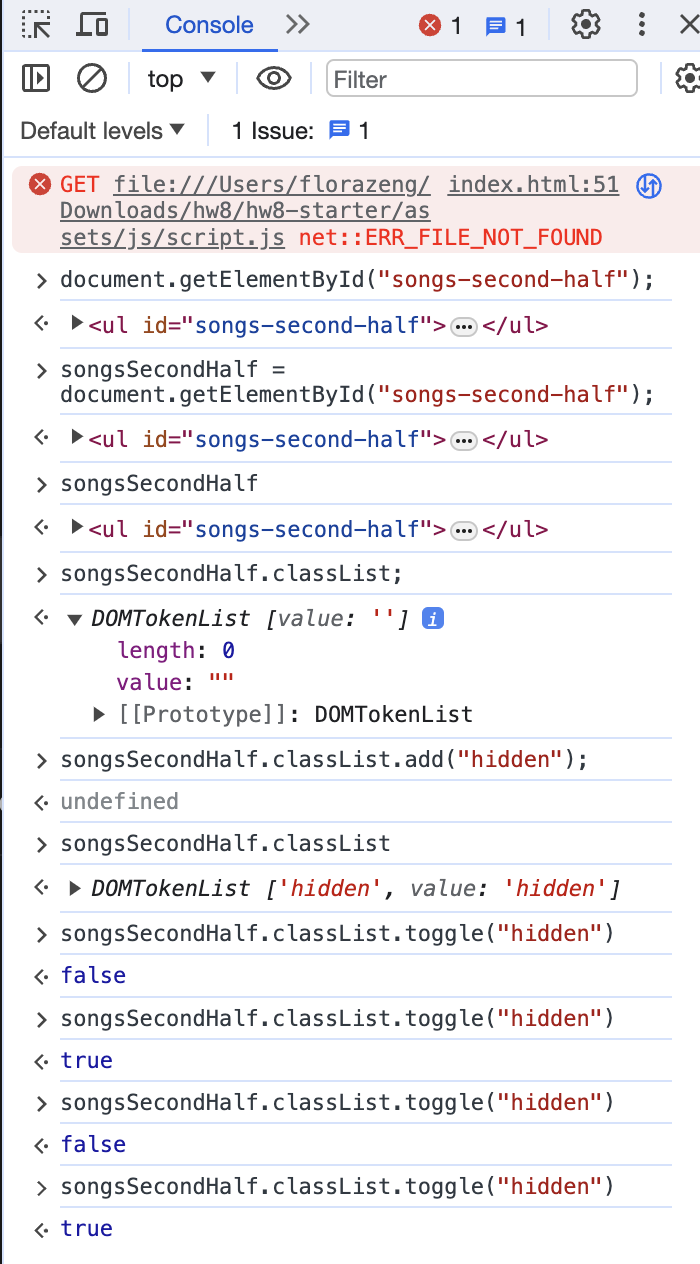 Console 1 1
top Filter
Default levels 1 Issue: 1
GET file:///Users/florazeng/ index.html:51
Downloads/hw8/hw8-starter/as
sets/js/script.js net::ERR_FILE_NOT_FOUND
document.getElementById("songs-second-half");
<ul id="songs-second-half">…</ul>
songsSecondHalf =
document.getElementById("songs-second-half");
<ul id="songs-second-half">…</ul>
songsSecondHalf
<ul id="songs-second-half">…</ul>
songsSecondHalf.classList;
DOMTokenList [value: ''] i
length: 0
value: ""
[[Prototype]]: DOMTokenList
songsSecondHalf.classList.add("hidden");
undefined
songsSecondHalf.classList
DOMTokenList ['hidden', value: 'hidden']
songsSecondHalf.classList.toggle("hidden")
false
songsSecondHalf.classList.toggle("hidden")
true
songsSecondHalf.classList.toggle("hidden")
false
songsSecondHalf.classList.toggle("hidden")
true